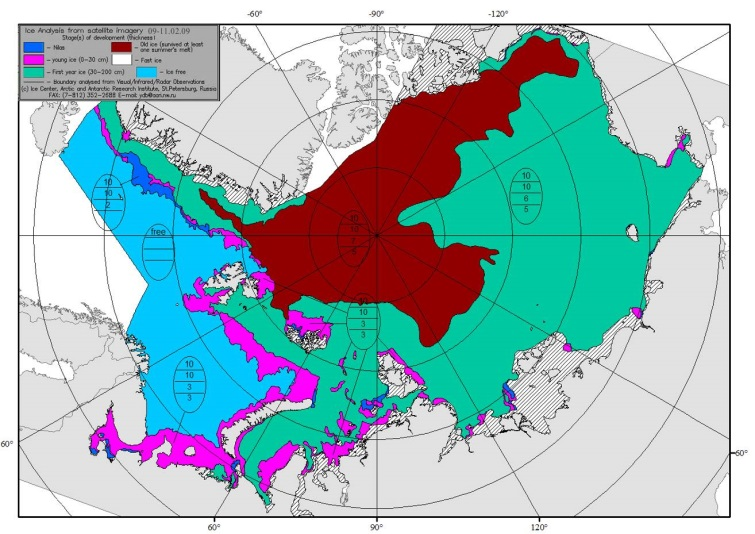 -60°
-90°
-120°
Ice Analysis from satellite imagery 09-11.02.09
Stage(s) of development (thickness)
- Nilas
- Old ice (survived at least one summer's melt)
- young ice (0-30 cm)
- Fast ice
- First year ice (30-200 cm)
- Ice free
- Boundary analysed from Visual/Infrared/Radar Observations
(c) Ice Center, Arctic and Antarctic Research Institute, St.Petersburg, Russia
10
10
2
free
10
10
6
5
10
3
3
10
10
3
3
60°
60°
60°
90°
120°